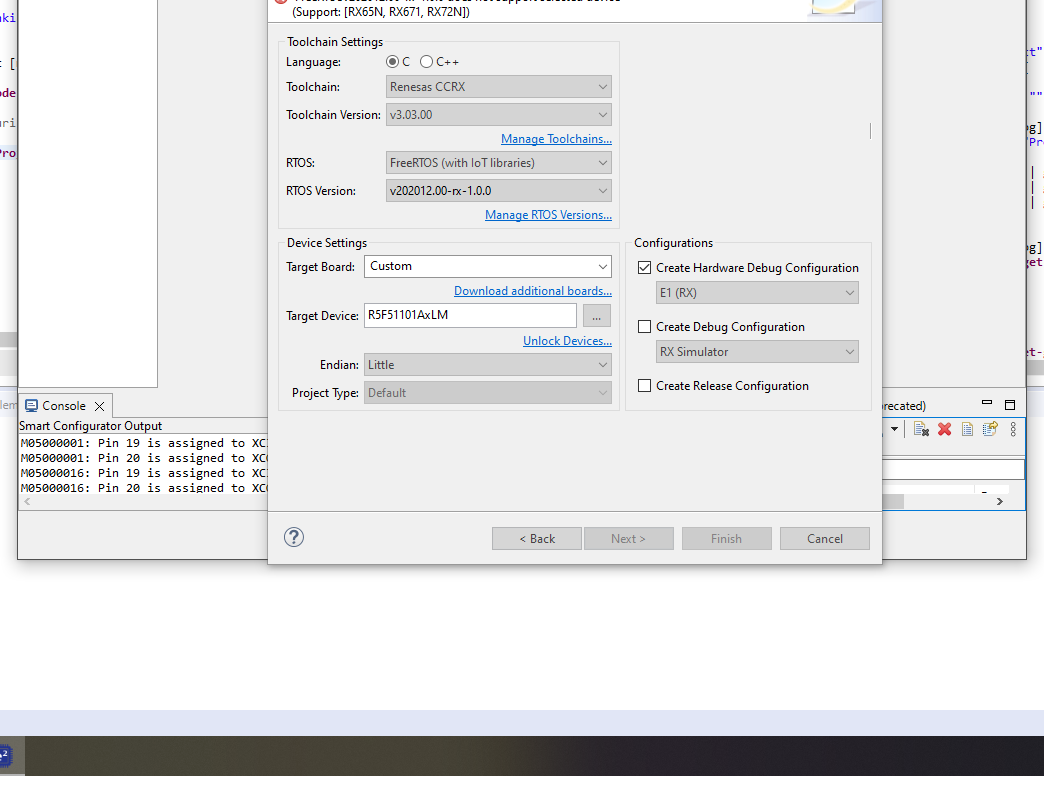 (Support: [RX65N, RX671, RX72N])
Toolchain Settings
Language:
C
C++
Toolchain:
Renesas CCRX
Toolchain Version:
v3.03.00
Manage Toolchains...
RTOS:
FreeRTOS (with IoT libraries)
RTOS Version:
v202012.00-rx-1.0.0
Manage RTOS Versions...
Device Settings
Target Board:
Custom
Download additional boards...
Target Device:
R5F51101AxLM
...
Unlock Devices...
Endian:
Little
Project Type:
Default
Configurations
Create Hardware Debug Configuration
E1 (RX)
Create Debug Configuration
RX Simulator
Create Release Configuration
Console
recated)
Smart Configurator Output
M05000001: Pin 19 is assigned to XCI
M05000001: Pin 20 is assigned to XC
M05000016: Pin 19 is assigned to XCI
M05000016: Pin 20 is assigned to XC
?
< Back
Next >
Finish
Cancel